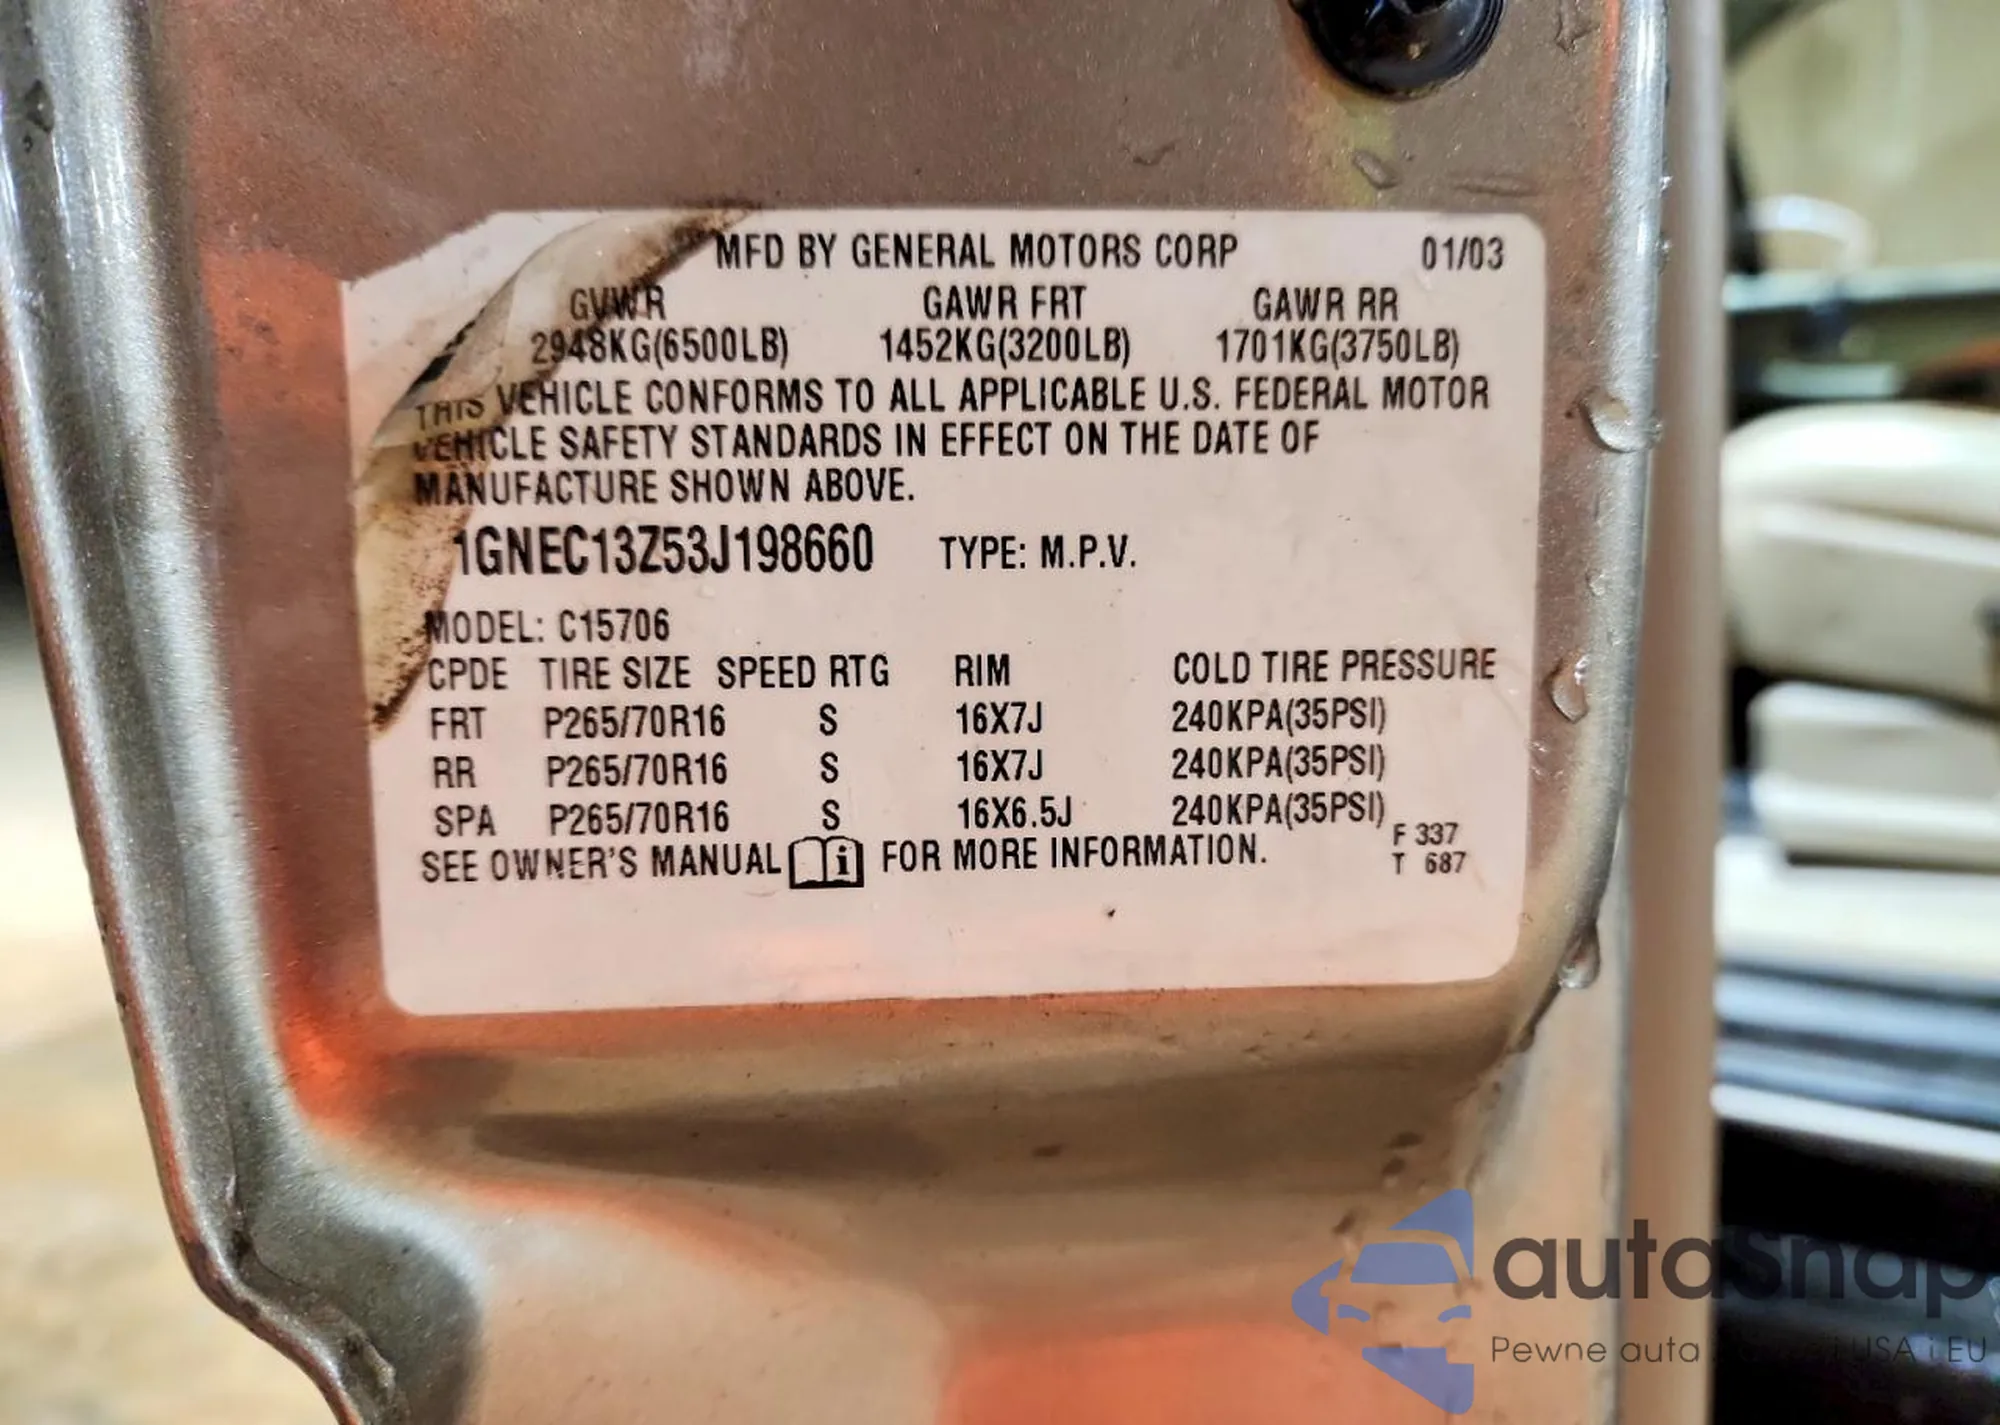 MFD BY GENERAL MOTORS CORP 01/03
GVWR GAWR FRT GAWR RR
2948KG(6500LB) 1452KG(3200LB) 1701KG(3750LB)
THIS VEHICLE CONFORMS TO ALL APPLICABLE U.S. FEDERAL MOTOR
VEHICLE SAFETY STANDARDS IN EFFECT ON THE DATE OF
MANUFACTURE SHOWN ABOVE.
1GNEC13Z53J198660 TYPE: M.P.V.
MODEL: C15706
CPDE TIRE SIZE SPEED RTG RIM COLD TIRE PRESSURE
FRT P265/70R16 S 16X7J 240KPA(35PSI)
RR P265/70R16 S 16X7J 240KPA(35PSI)
SPA P265/70R16 S 16X6.5J 240KPA(35PSI)
SEE OWNER'S MANUAL i FOR MORE INFORMATION.
F 337
T 687
autasnap
Pewne auta USA i EU